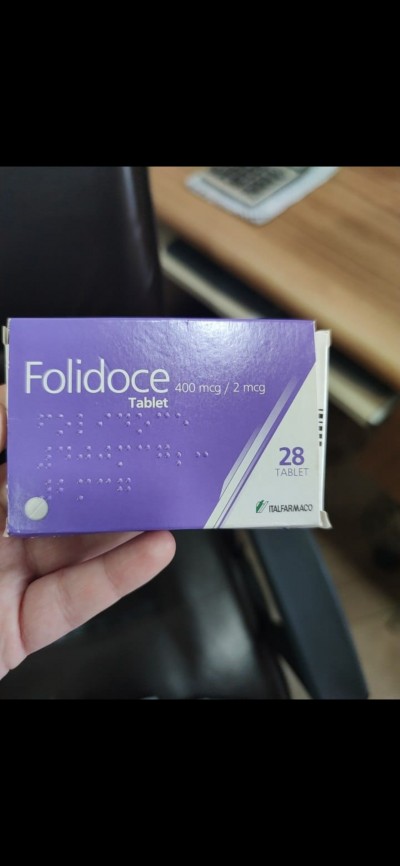 Folidoce 400 mcg / 2 mcg
Tablet
28
TABLET
ITALFARMACO